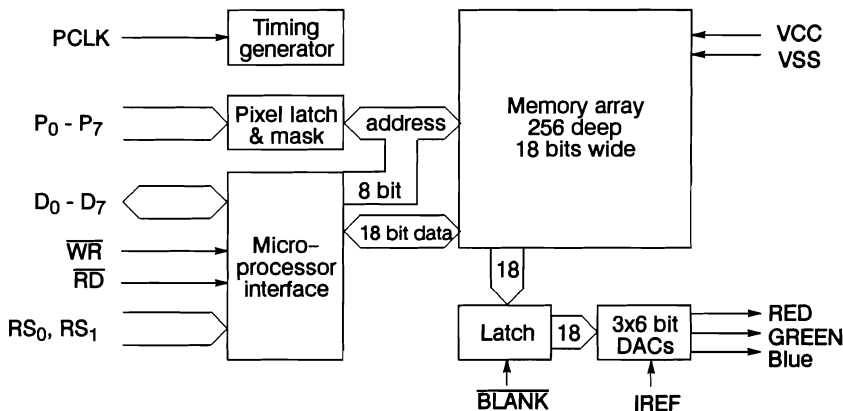 PCLK
Timing
generator
VCC
VSS
Memory array
256 deep
18 bits wide
P0 - P7
Pixel latch
& mask
address
D0 - D7
8 bit
18 bit data
WR
RD
Micro-
processor
interface
RS0, RS1
18
Latch
18
3x6 bit
DACs
RED
GREEN
Blue
BLANK
IREF